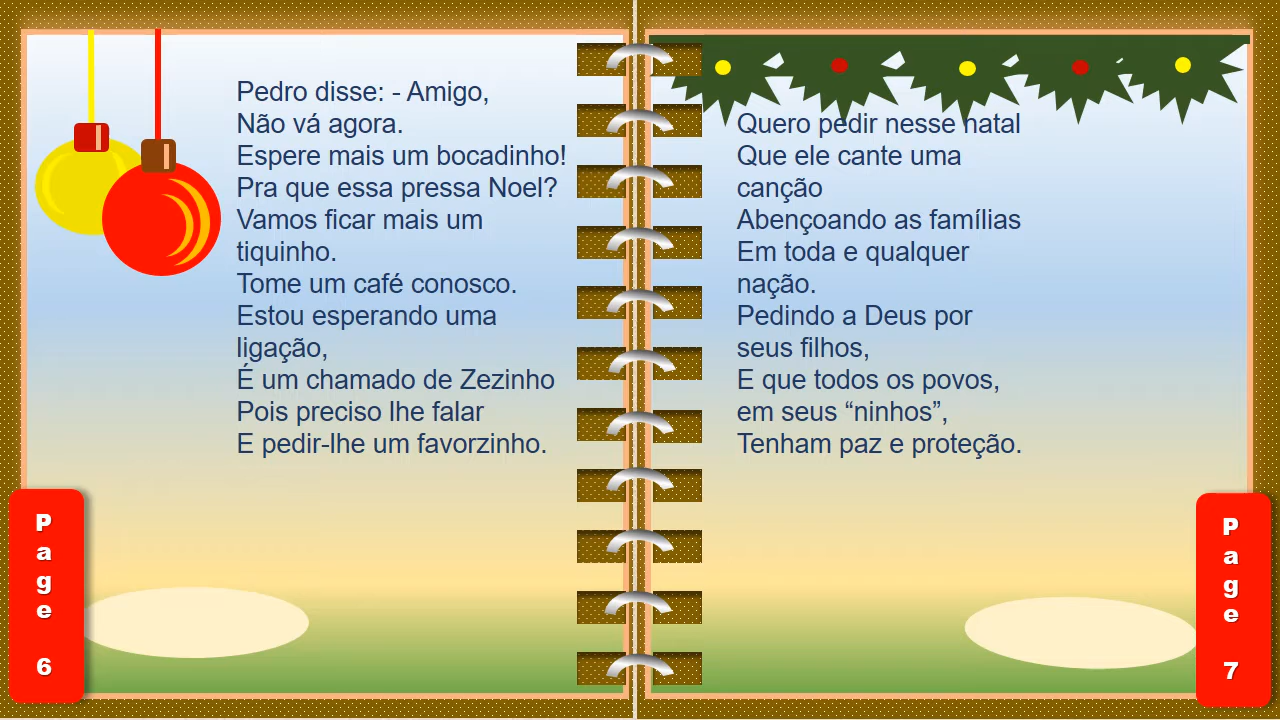 Pedro disse: - Amigo,
Não vá agora.
Espere mais um bocadinho!
Pra que essa pressa Noel?
Vamos ficar mais um
tiquinho.
Tome um café conosco.
Estou esperando uma
ligação,
É um chamado de Zezinho
Pois preciso lhe falar
E pedir-lhe um favorzinho.
Page 6
Quero pedir nesse natal
Que ele cante uma
canção
Abençoando as famílias
Em toda e qualquer
nação.
Pedindo a Deus por
seus filhos,
E que todos os povos,
em seus “ninhos”,
Tenham paz e proteção.
Page 7